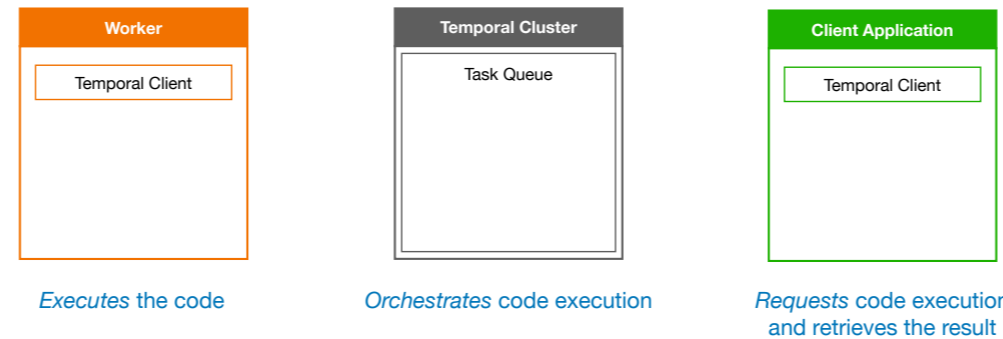 Worker
Temporal Client
Executes the code
Temporal Cluster
Task Queue
Orchestrates code execution
Client Application
Temporal Client
Requests code execution
and retrieves the result